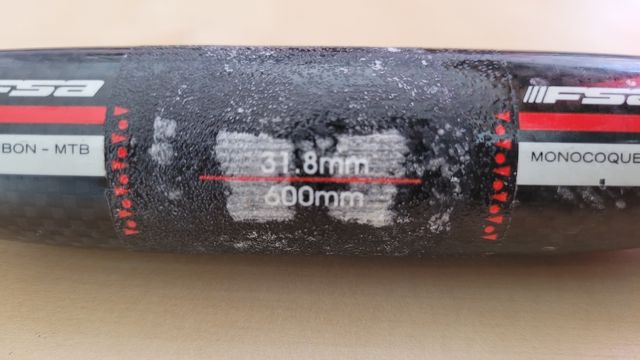 FSA
BON - MTB
31.8mm
600mm
FSA
MONOCOQUE